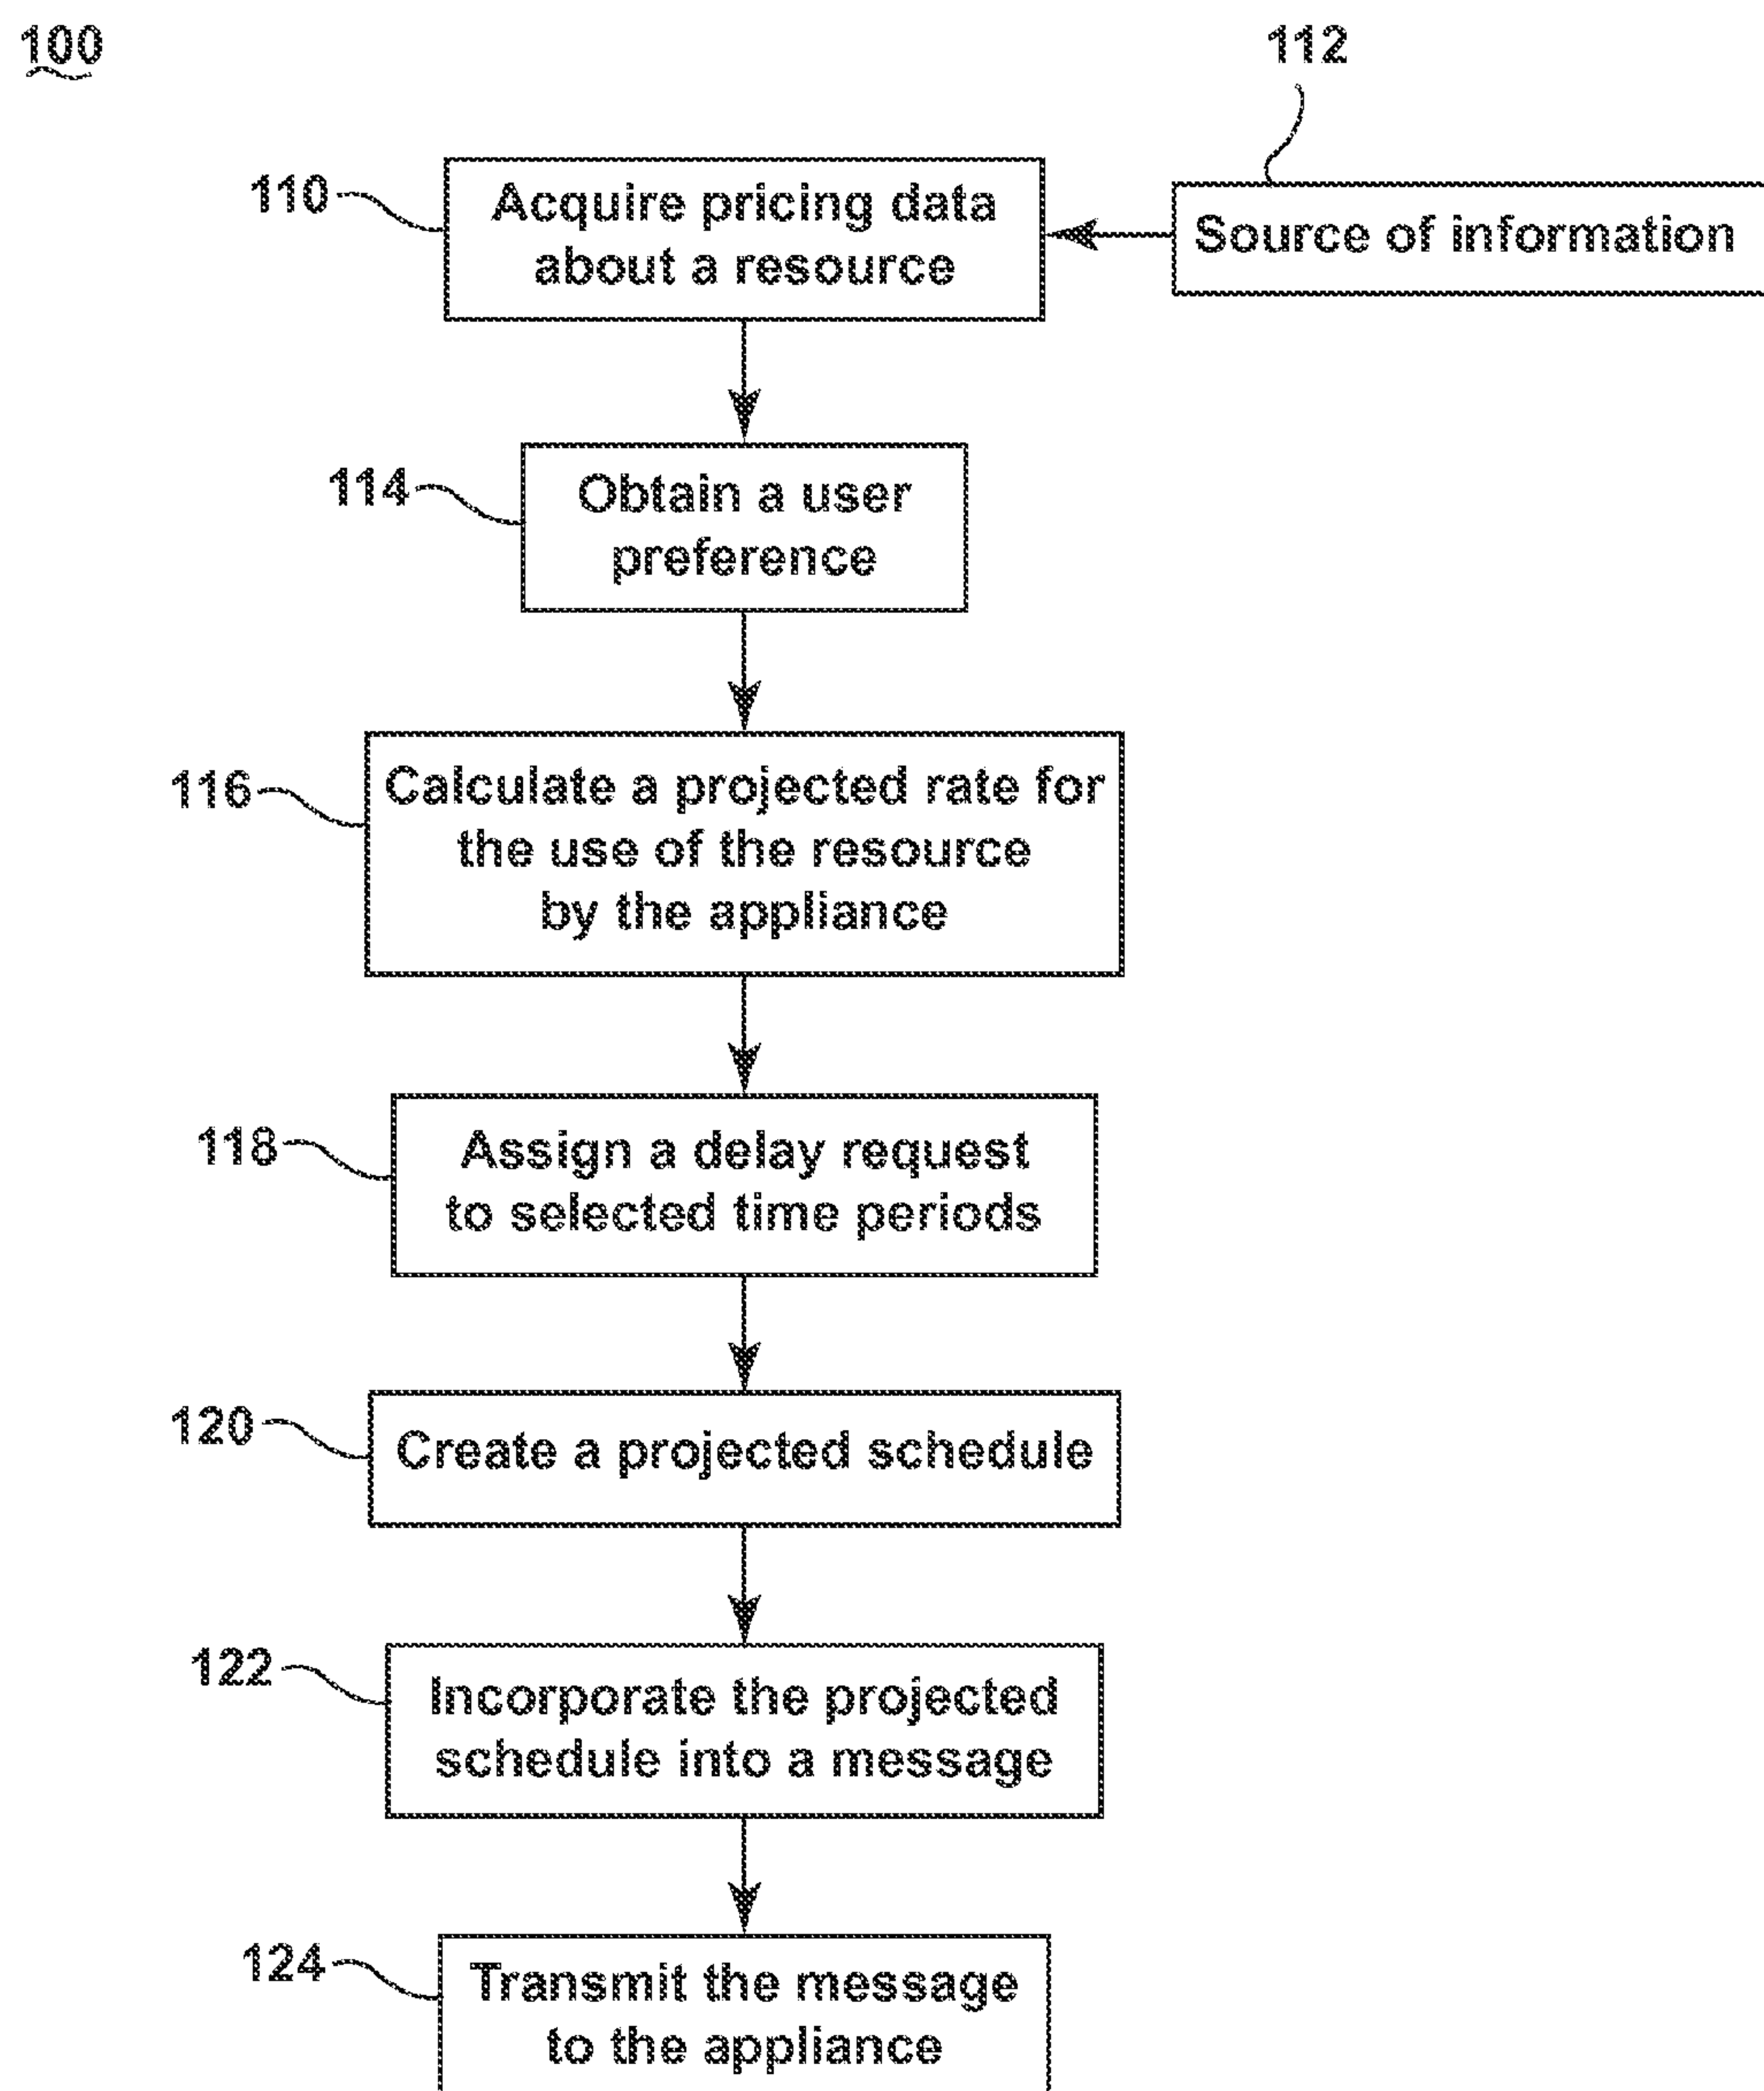 100
112
110
Acquire pricing data
about a resource
Source of information
114
Obtain a user
preference
116
Calculate a projected rate for
the use of the resource
by the appliance
118
Assign a delay request
to selected time periods
120
Create a projected schedule
122
Incorporate the projected
schedule into a message
124
Transmit the message
to the appliance